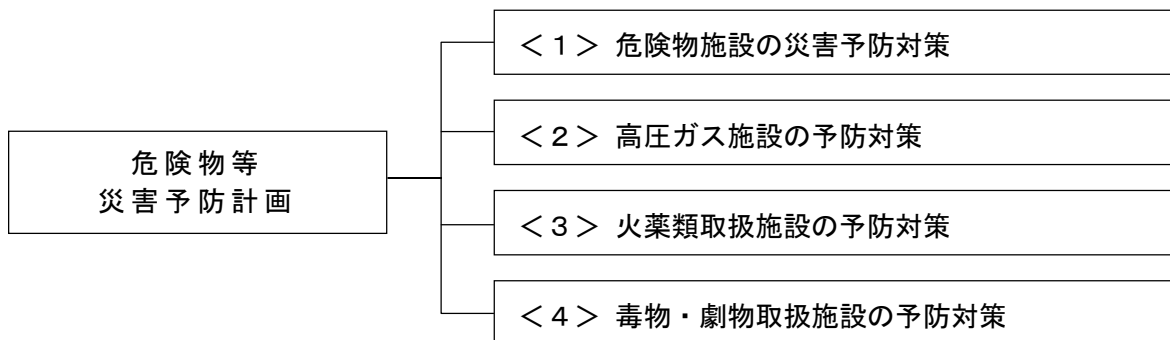 危険物等
災害予防計画
＜１＞ 危険物施設の災害予防対策
＜２＞ 高圧ガス施設の予防対策
＜３＞ 火薬類取扱施設の予防対策
＜４＞ 毒物・劇物取扱施設の予防対策